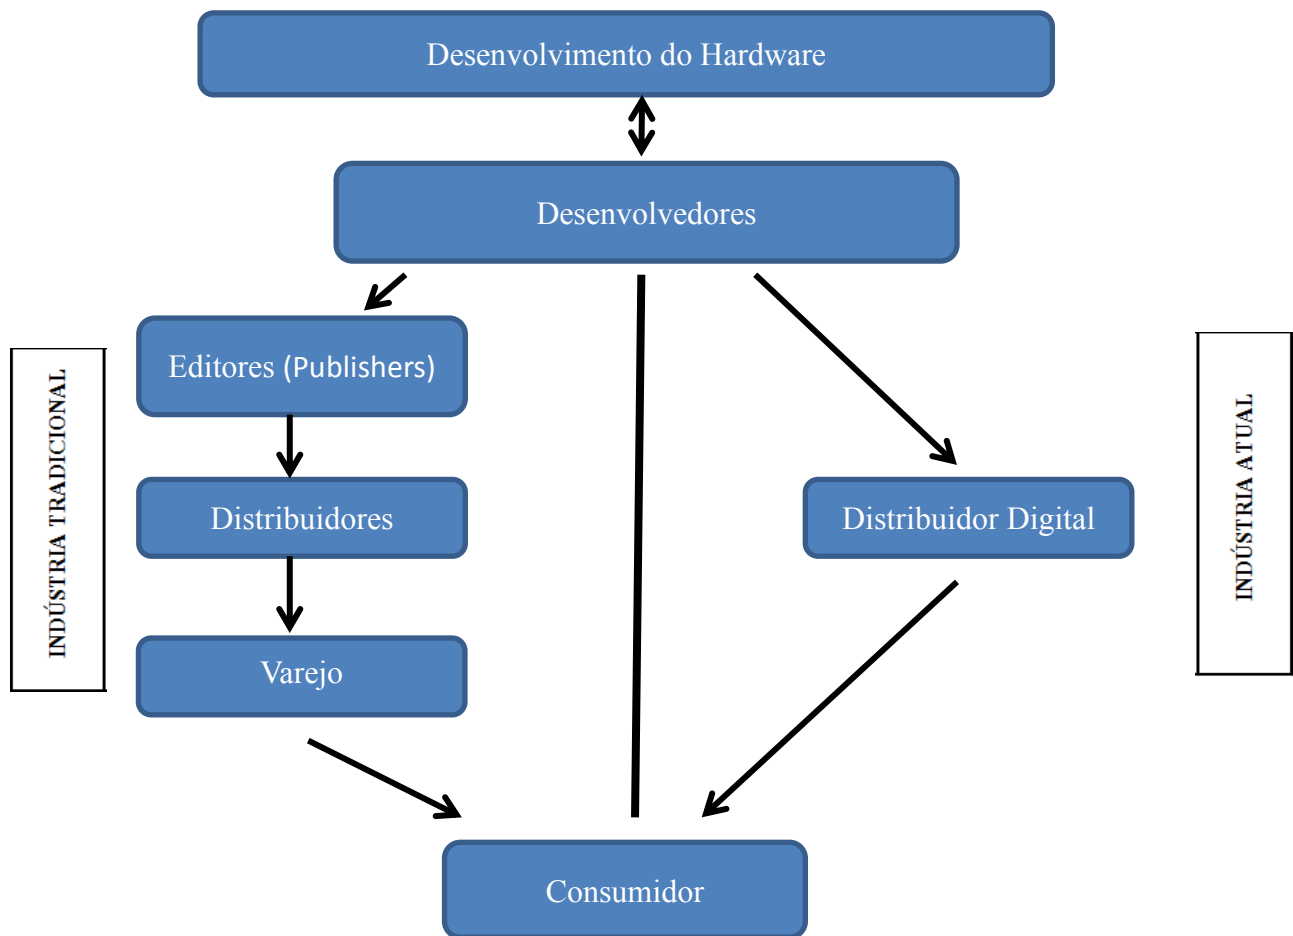 Desenvolvimento do Hardware
Desenvolvedores
Editores (Publishers)
INDÚSTRIA TRADICIONAL
INDÚSTRIA ATUAL
Distribuidores
Distribuidor Digital
Varejo
Consumidor